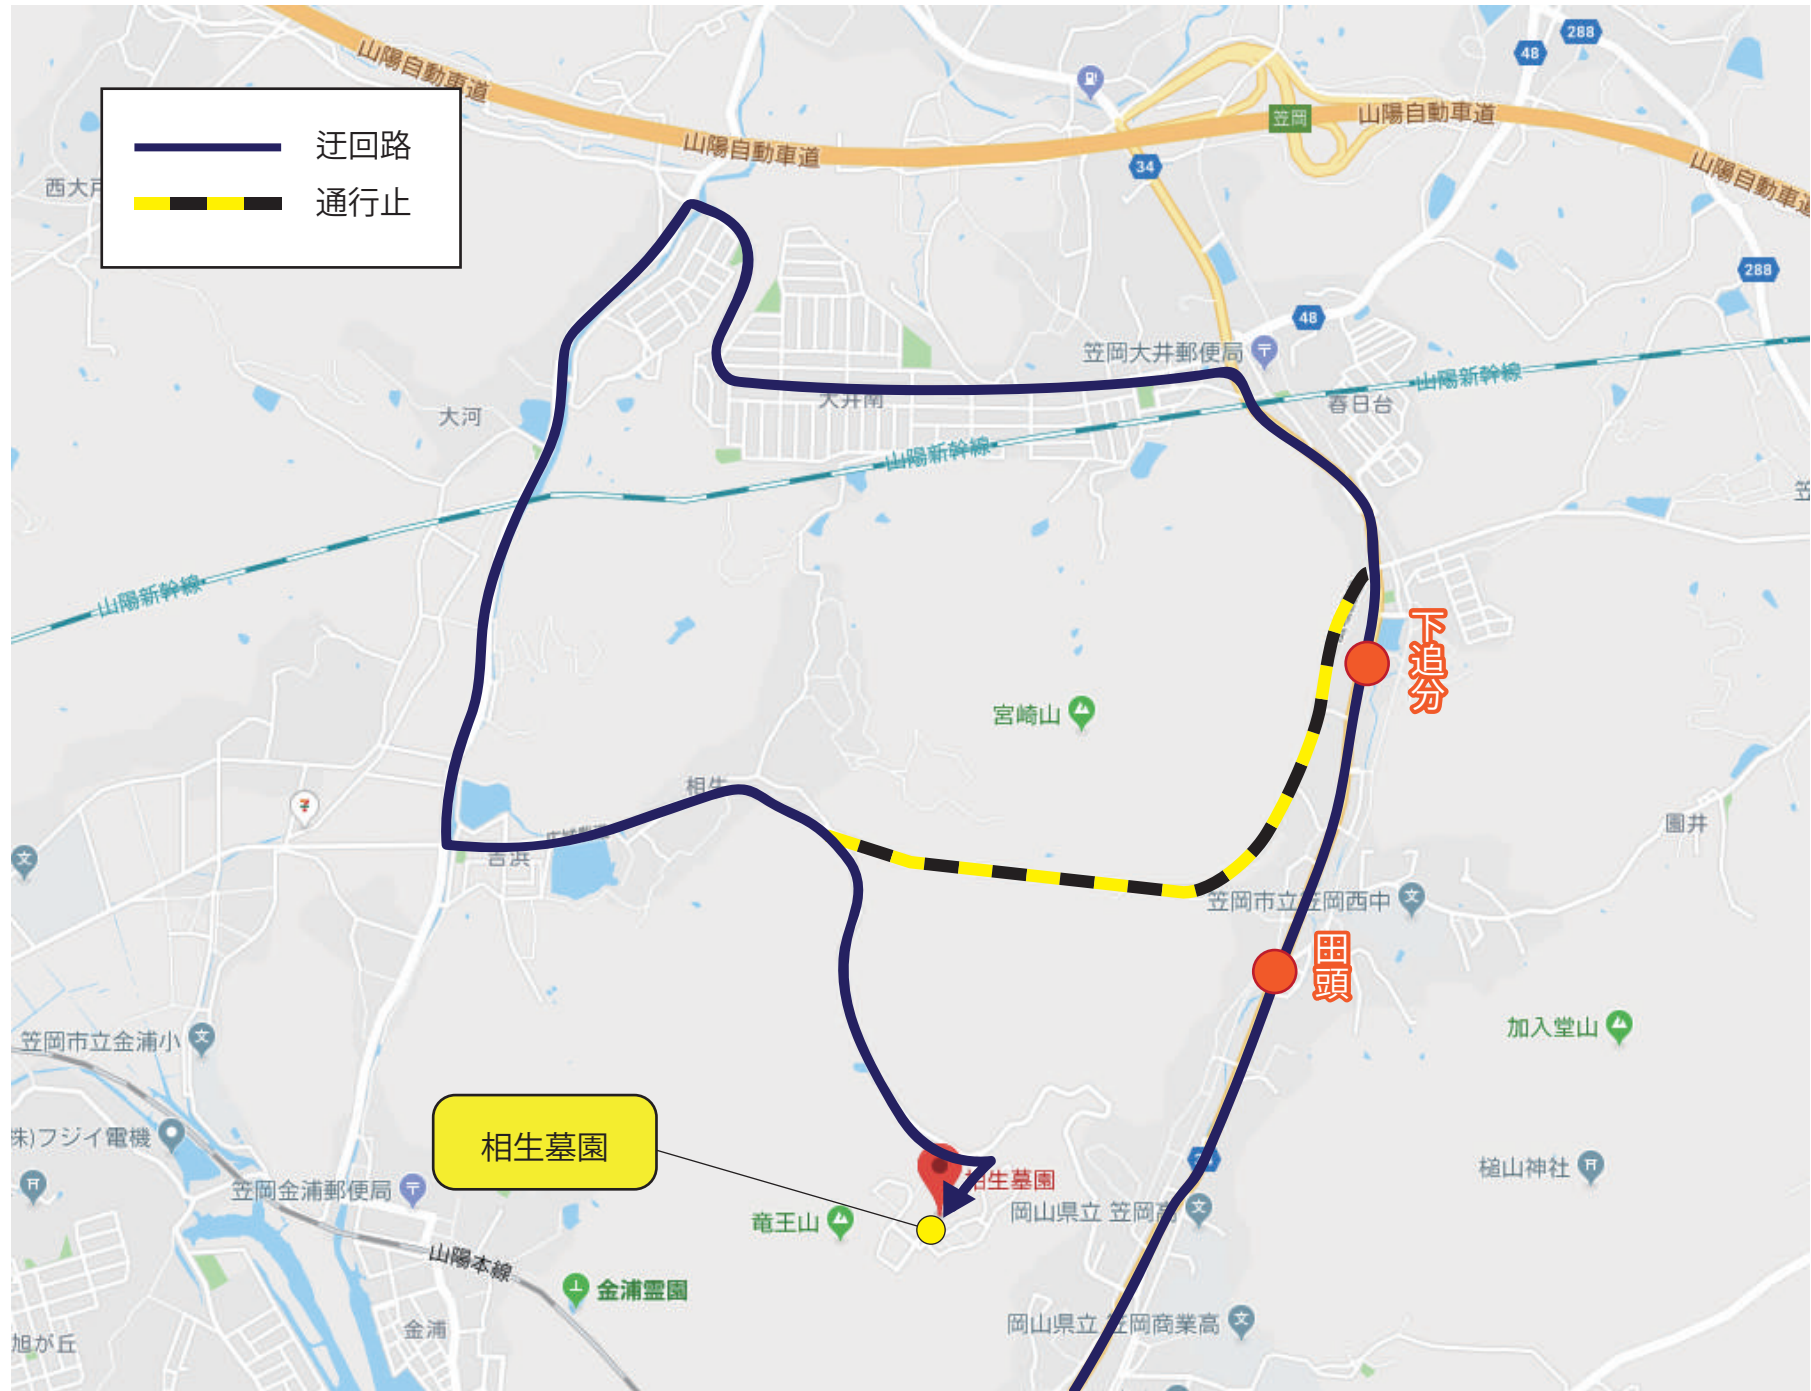 山陽自動車道
288
48
迂回路
通行止
山陽自動車道
笠岡
山陽自動車道
34
山陽自動車道
西大戸
288
48
笠岡大井郵便局
山陽新幹線
大井南
春日台
大河
山陽新幹線
山陽新幹線
下追分
宮崎山
相生
園井
吉浜
笠岡市立笠岡西中
田頭
加入堂山
笠岡市立金浦小
(株)フジイ電機
相生墓園
槌山神社
相生墓園
笠岡金浦郵便局
岡山県立 笠岡高
竜王山
山陽本線
金浦霊園
岡山県立 笠岡商業高
金浦
旭が丘